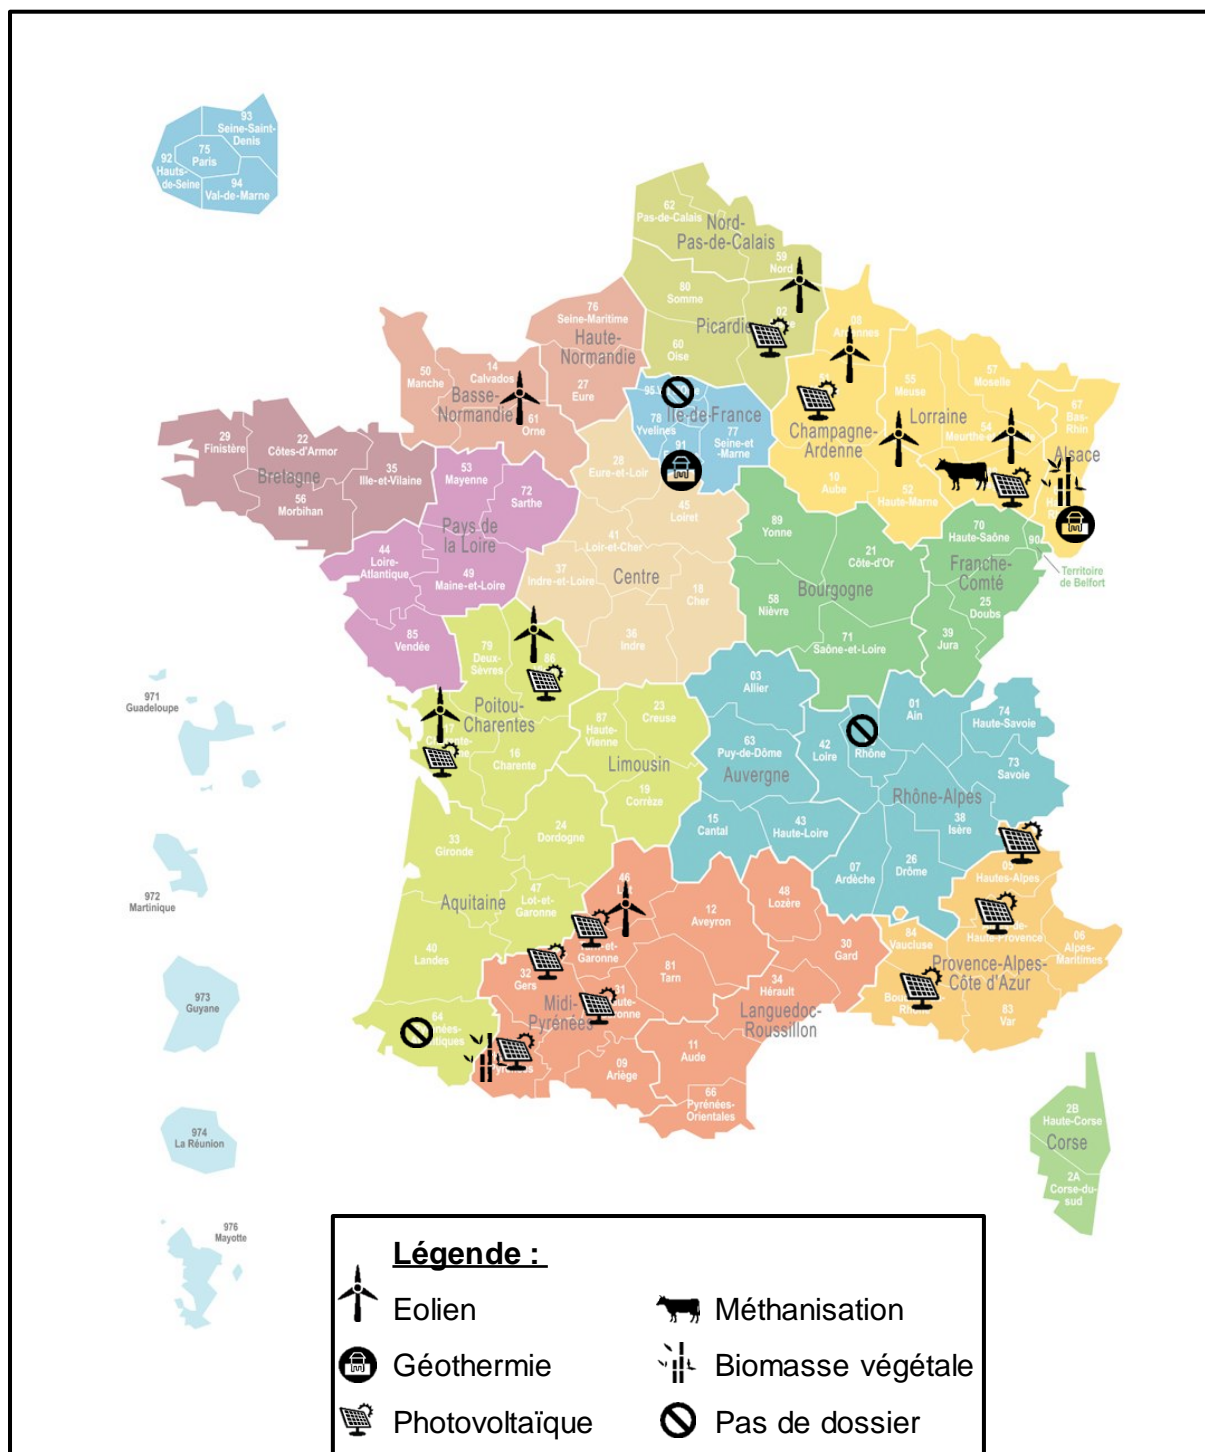 93
Seine-Saint-
Denis
75
Paris
92
Hauts-
de-Seine
94
Val-de-Marne
62
Pas-de-Calais
Nord-
Pas-de-Calais
59
Nord
80
Somme
02
Picardie
60
Oise
76
Seine-Maritime
Haute-
Normandie
27
Eure
50
Manche
14
Calvados
Basse-
Normandie
61
Orne
08
51
Champagne-
Ardenne
10
Aube
52
Haute-Marne
55
Meuse
57
Moselle
Lorraine
54
67
Bas-
Rhin
Alsace
95
78
Yvelines
Ile-de-France
91
77
Seine-et
-Marne
29
Finistère
22
Côtes-d'Armor
Bretagne
35
Ille-et-Vilaine
56
Morbihan
53
Mayenne
72
Sarthe
Pays de
la Loire
44
Loire-
Atlantique
49
Maine-et-Loire
85
Vendée
28
Eure-et-Loir
45
Loiret
41
Loir-et-Cher
37
Indre-et-Loire
Centre
18
Cher
36
Indre
89
Yonne
21
Côte-d'Or
Bourgogne
58
Nièvre
71
Saône-et-Loire
70
Haute-Saône
90
Territoire
de Belfort
Franche-
Comté
25
Doubs
39
Jura
79
Deux-
Sèvres
86
Poitou-
Charentes
17
16
Charente
87
Haute-
Vienne
23
Creuse
Limousin
19
Corrèze
03
Allier
63
Puy-de-Dôme
Auvergne
15
Cantal
43
Haute-Loire
42
Loire
Rhône
01
Ain
74
Haute-Savoie
73
Savoie
Rhône-Alpes
38
Isère
07
Ardèche
26
Drôme
24
Dordogne
33
Gironde
47
Lot-et-
Garonne
Aquitaine
40
Landes
64
46
12
Aveyron
48
Lozère
Garonne
32
Gers
81
Tarn
31
Midi-
Pyrénées
09
Ariège
30
Gard
34
Hérault
Languedoc-
Roussillon
11
Aude
66
Pyrénées-
Orientales
05
Hautes-Alpes
Haute-Provence
84
Vaucluse
06
Alpes-
Maritimes
Provence-Alpes-
Côte d'Azur
83
Var
2B
Haute-Corse
Corse
2A
Corse-du-
sud
971
Guadeloupe
972
Martinique
973
Guyane
974
La Réunion
976
Mayotte
Légende :
Eolien
Méthanisation
Géothermie
Biomasse végétale
Photovoltaïque
Pas de dossier